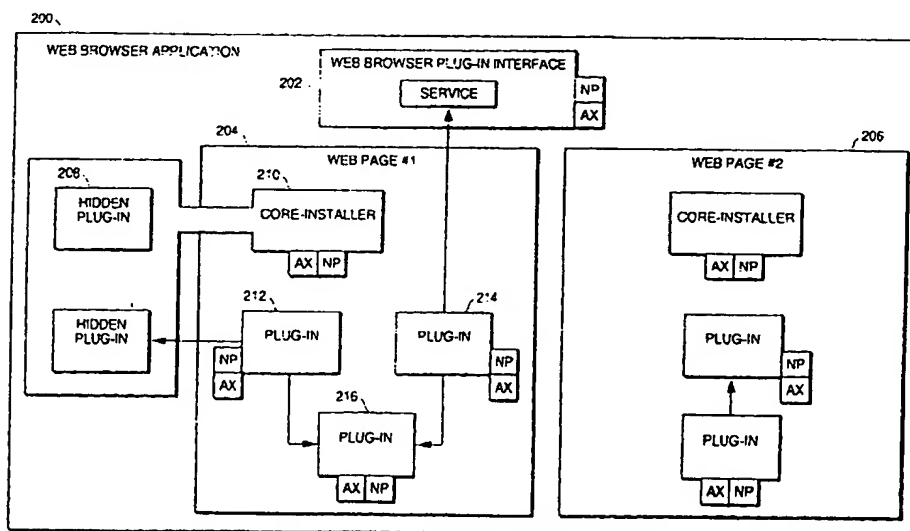 200
WEB BROWSER APPLICATION
WEB BROWSER PLUG-IN INTERFACE
202
SERVICE
NP
AX
204
WEB PAGE #1
206
WEB PAGE #2
208
HIDDEN
PLUG-IN
210
CORE-INSTALLER
AX NP
CORE-INSTALLER
AX NP
HIDDEN
PLUG-IN
212
PLUG-IN
NP
AX
214
PLUG-IN
NP
AX
PLUG-IN
NP
AX
216
PLUG-IN
AX NP
PLUG-IN
AX NP